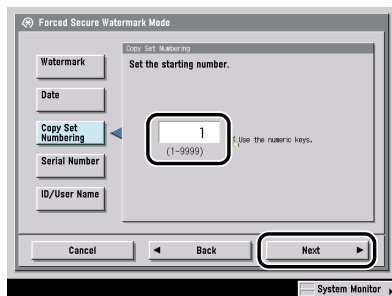 Forced Secure Watermark Mode
Copy Set Numbering
Set the starting number.
Watermark
Date
Copy Set
Numbering
Serial Number
ID/User Name
1
(1-9999)
Use the numeric keys.
Cancel
◄ Back
Next ►
System Monitor